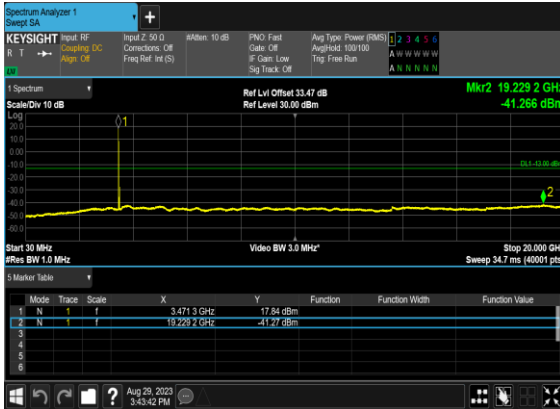 Spectrum Analyzer 1
Swept SA
+
KEYSIGHT Input: RF Input Z: 50 Ω #Atten: 10 dB PNO: Fast Avg Type: Power (RMS) 1 2 3 4 5 6
R T Coupling: DC Corrections: Off Gate: Off Avg|Hold: 100/100 A W W W W W
Align: Off Freq Ref: Int (S) IF Gain: Low Trig: Free Run
Sig Track: Off A N N N N N
1 Spectrum Ref Lvl Offset 33.47 dB Mkr2 19.229 2 GHz
Scale/Div 10 dB Ref Level 30.00 dBm -41.266 dBm
Log
20.0
10.0
0.00
-10.0
-20.0
-30.0
-40.0
-50.0
-60.0
1
DL1 -13.00 dBm
2
Start 30 MHz Video BW 3.0 MHz* Stop 20.000 GHz
#Res BW 1.0 MHz Sweep 34.7 ms (40001 pts)
5 Marker Table
Mode Trace Scale X Y Function Function Width Function Value
1 N 1 f 3.471 3 GHz 17.84 dBm
2 N 1 f 19.229 2 GHz -41.27 dBm
3
4
5
6
? Aug 29, 2023
3:43:42 PM